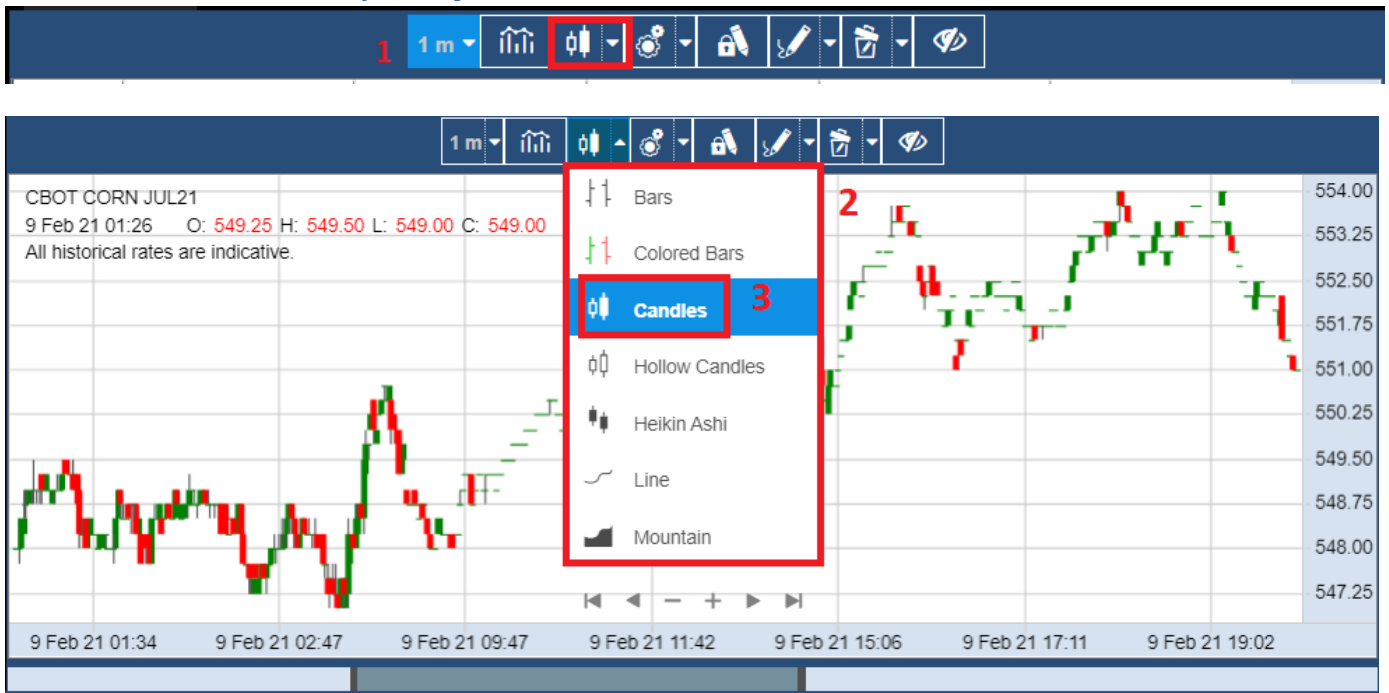 1
1 m
1 m
CBOT CORN JUL21
9 Feb 21 01:26 O: 549.25 H: 549.50 L: 549.00 C: 549.00
All historical rates are indicative.
Bars
2
Colored Bars
Candles
3
Hollow Candles
Heikin Ashi
Line
Mountain
554.00
553.25
552.50
551.75
551.00
550.25
549.50
548.75
548.00
547.25
9 Feb 21 01:34 9 Feb 21 02:47 9 Feb 21 09:47 9 Feb 21 11:42 9 Feb 21 15:06 9 Feb 21 17:11 9 Feb 21 19:02